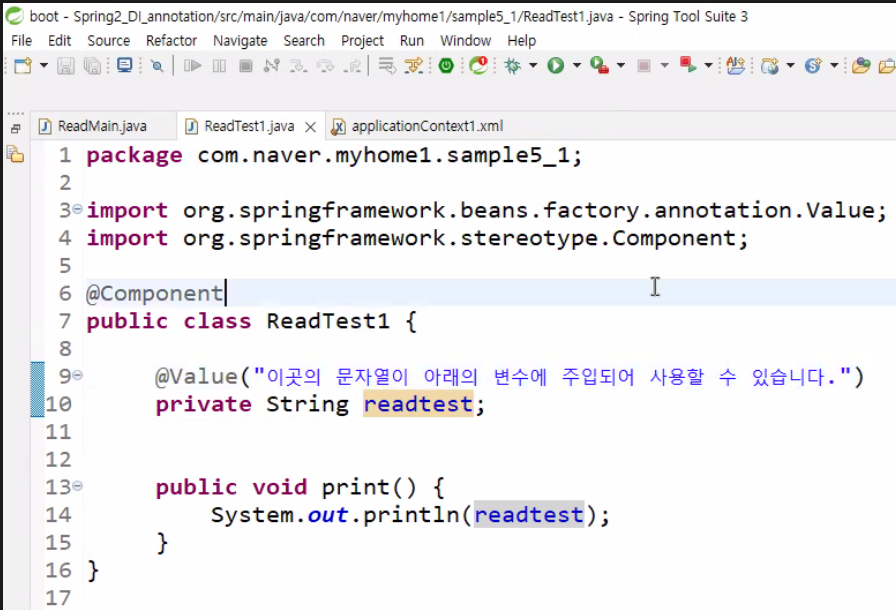 boot - Spring2_DI_annotation/src/main/java/com/naver/myhome1/sample5_1/ReadTest1.java - Spring Tool Suite 3
File Edit Source Refactor Navigate Search Project Run Window Help
ReadMain.java ReadTest1.java applicationContext1.xml
1 package com.naver.myhome1.sample5_1;
2
3 import org.springframework.beans.factory.annotation.Value;
4 import org.springframework.stereotype.Component;
5
6 @Component
7 public class ReadTest1 {
8
9 @Value("이곳의 문자열이 아래의 변수에 주입되어 사용할 수 있습니다.")
10 private String readtest;
11
12
13 public void print() {
14 System.out.println(readtest);
15 }
16 }
17